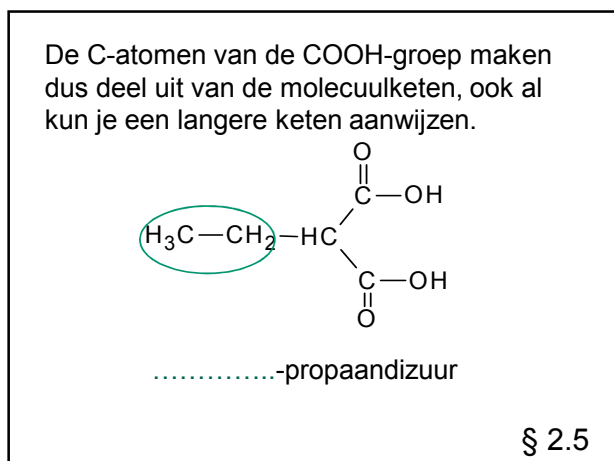 De C-atomen van de COOH-groep maken
dus deel uit van de molecuulketen, ook al
kun je een langere keten aanwijzen.
O
C—OH
H₃C—CH₂—HC
C—OH
O
…………..-propaandizuur
§ 2.5